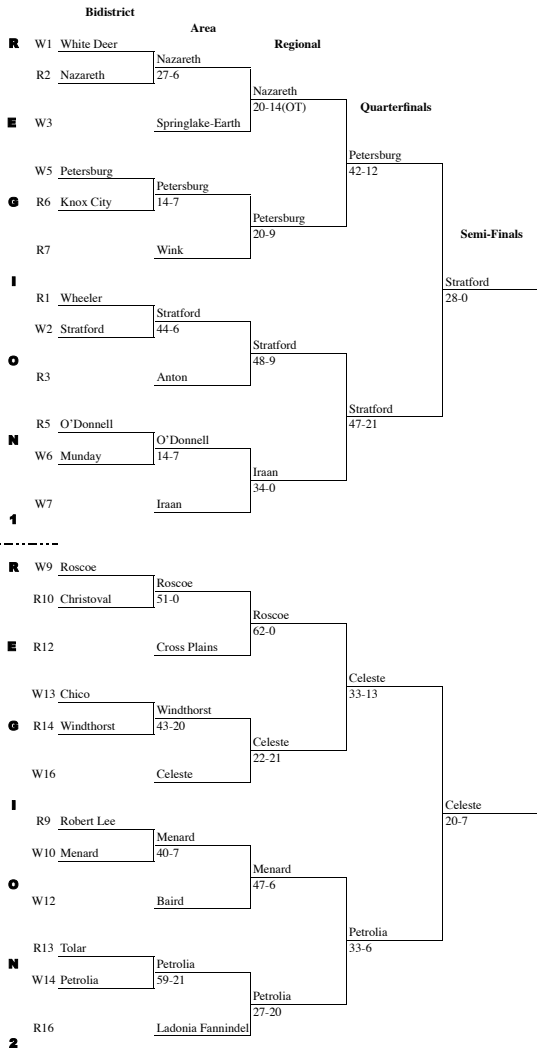 Bidistrict
Area
Regional
Quarterfinals
Semi-Finals
R W1 White Deer
Nazareth
R2 Nazareth 27-6
Nazareth
20-14(OT)
E W3 Springlake-Earth
Petersburg
42-12
W5 Petersburg
Petersburg
G R6 Knox City 14-7
Petersburg
20-9
R7 Wink
I
Stratford
28-0
R1 Wheeler
Stratford
W2 Stratford 44-6
Stratford
48-9
O R3 Anton
Stratford
47-21
R5 O'Donnell
N O'Donnell
W6 Munday 14-7
Iraan
34-0
W7 Iraan
1
R W9 Roscoe
Roscoe
R10 Christoval 51-0
Roscoe
62-0
E R12 Cross Plains
Celeste
33-13
W13 Chico
Windthorst
G R14 Windthorst 43-20
Celeste
22-21
W16 Celeste
I
Celeste
20-7
R9 Robert Lee
Menard
W10 Menard 40-7
Menard
47-6
O W12 Baird
Petrolia
33-6
R13 Tolar
N Petrolia
W14 Petrolia 59-21
Petrolia
27-20
R16 Ladonia Fannindel
2